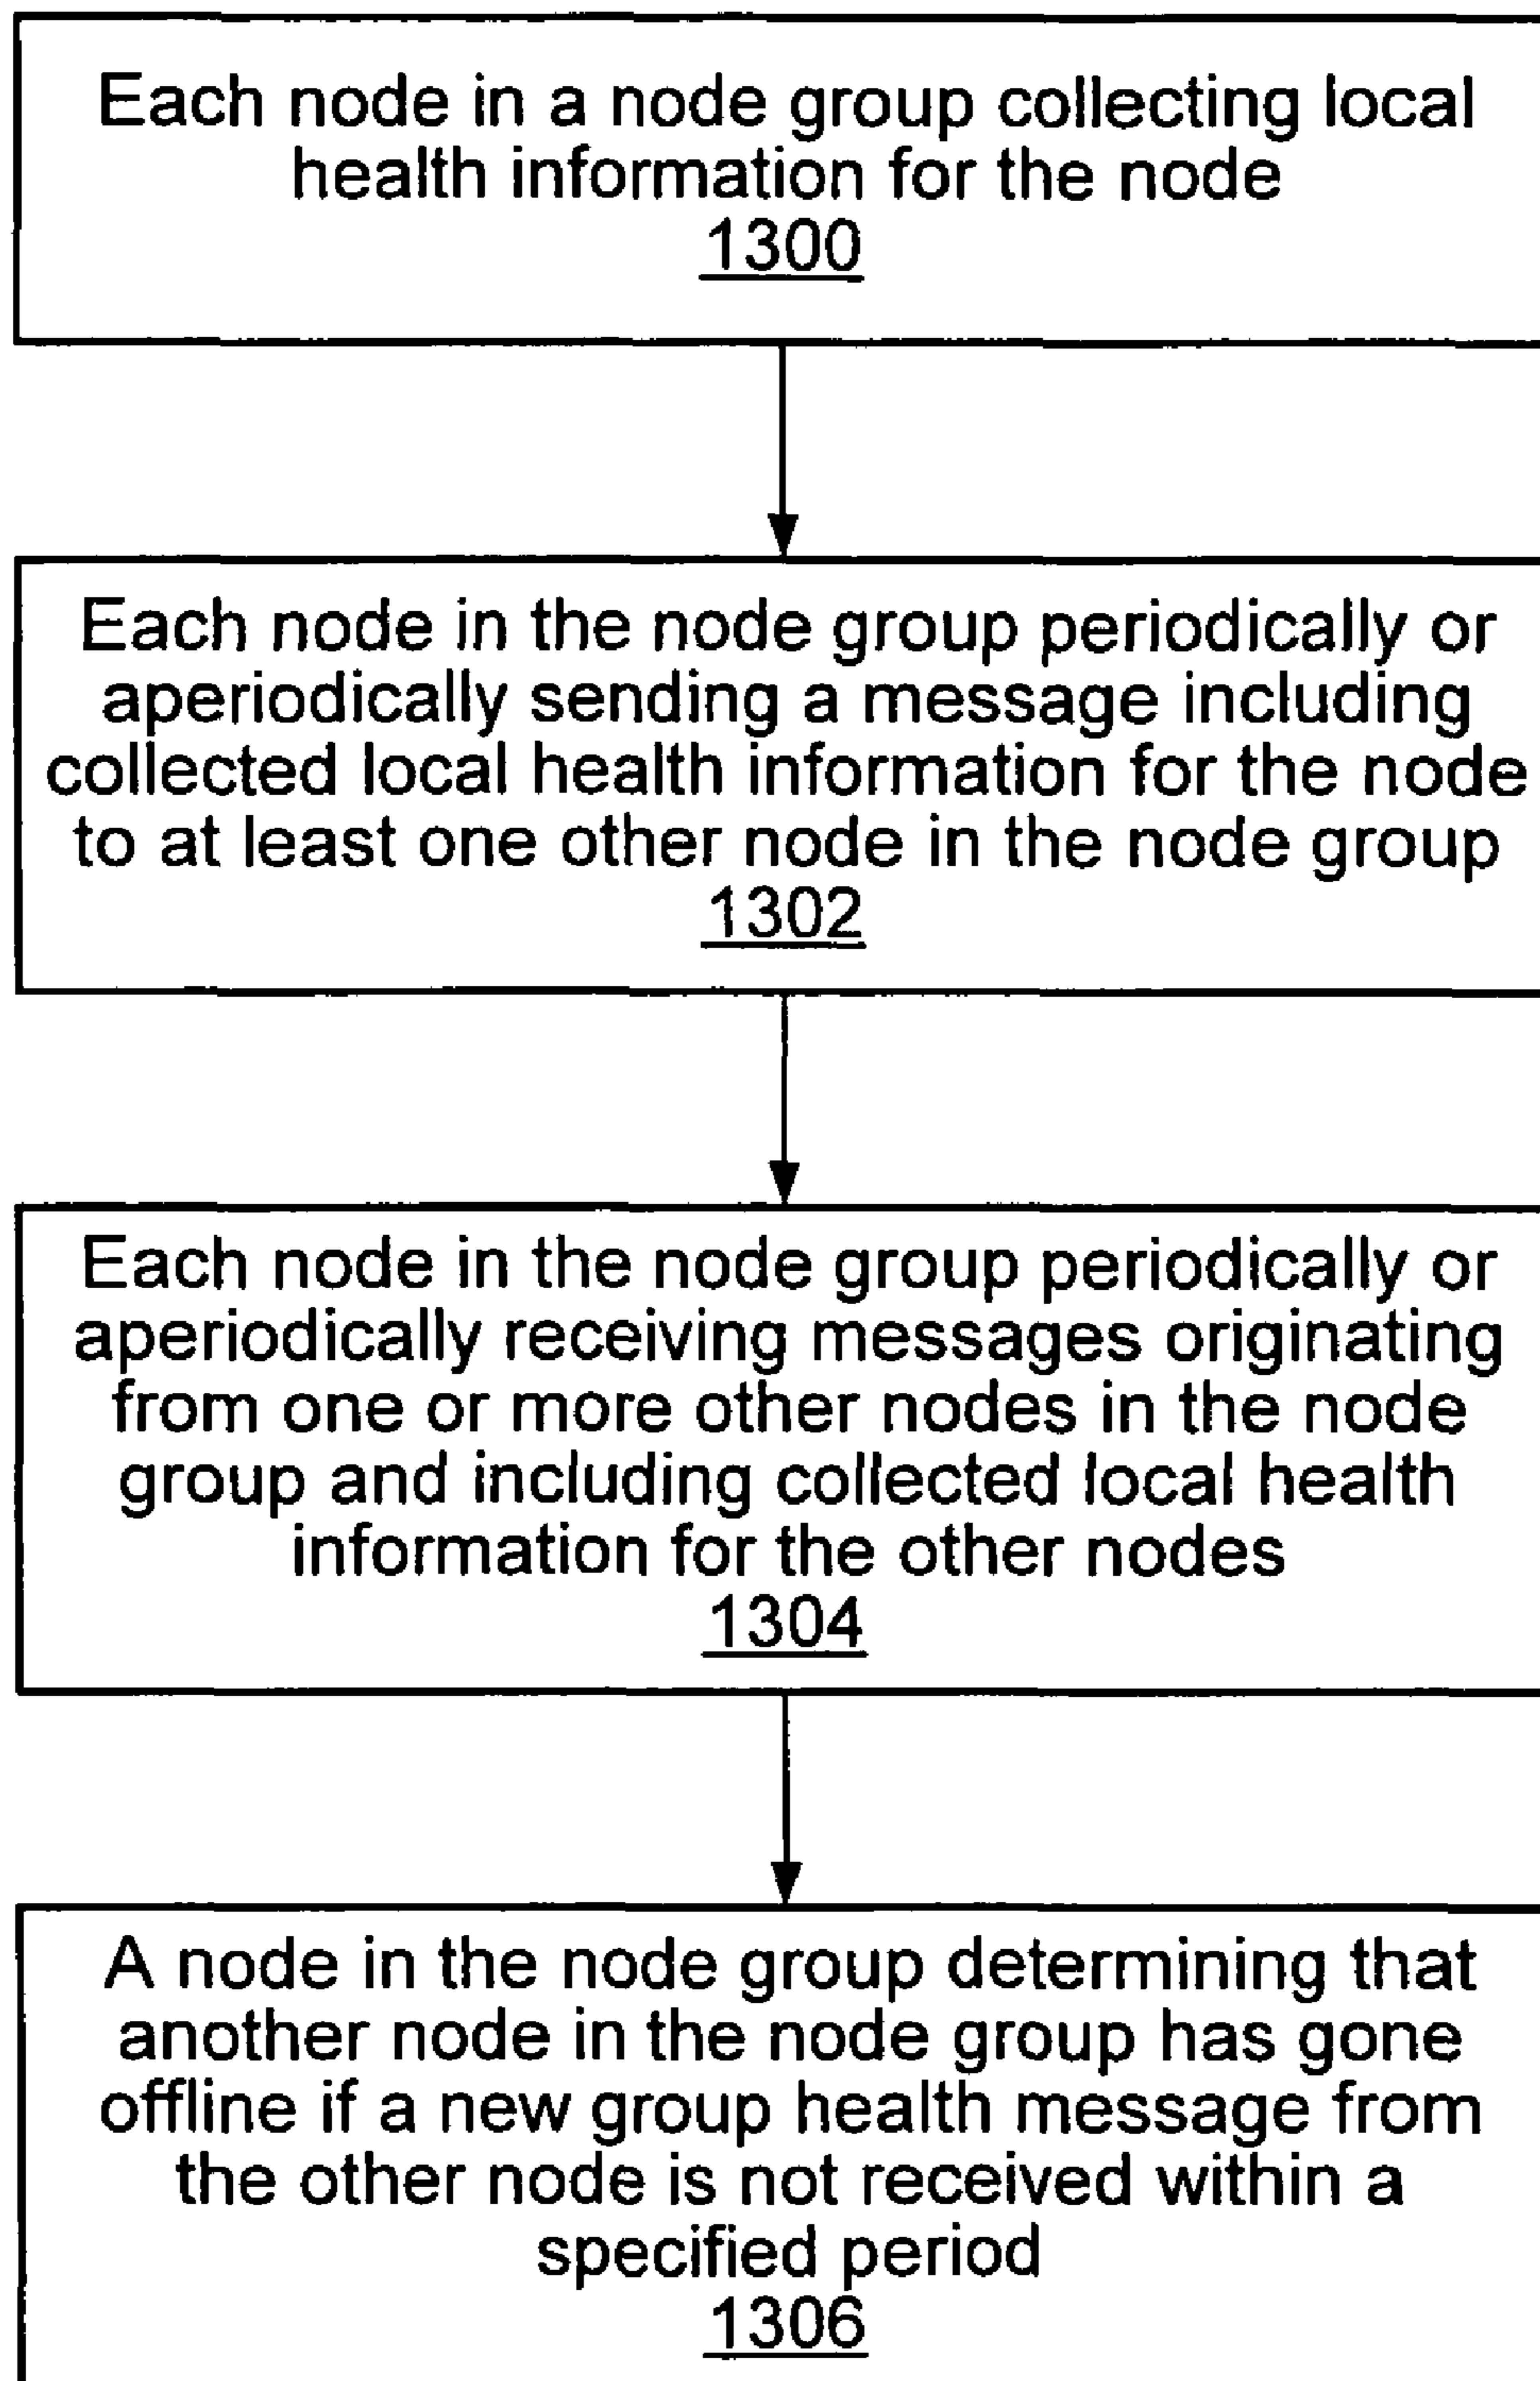 Each node in a node group collecting local
health information for the node
1300
Each node in the node group periodically or
aperiodically sending a message including
collected local health information for the node
to at least one other node in the node group
1302
Each node in the node group periodically or
aperiodically receiving messages originating
from one or more other nodes in the node
group and including collected local health
information for the other nodes
1304
A node in the node group determining that
another node in the node group has gone
offline if a new group health message from
the other node is not received within a
specified period
1306